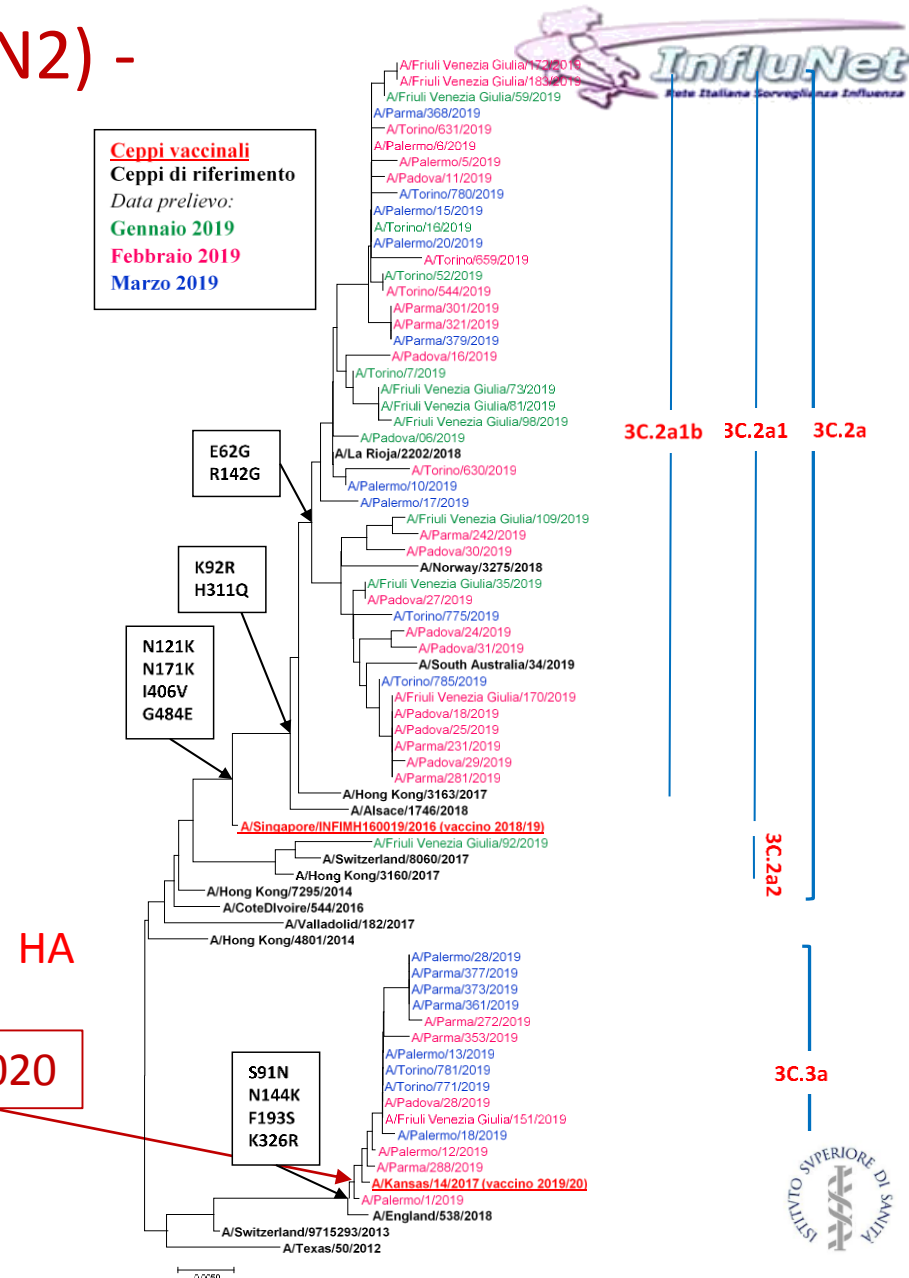 N2) -
InfluNet
Rete Italiana Sorveglianza Influenza
Ceppi vaccinali
Ceppi di riferimento
Data prelievo:
Gennaio 2019
Febbraio 2019
Marzo 2019
A/Friuli Venezia Giulia/172/2019
A/Friuli Venezia Giulia/183/2019
A/Friuli Venezia Giulia/59/2019
A/Parma/368/2019
A/Torino/631/2019
A/Palermo/6/2019
A/Palermo/5/2019
A/Padova/11/2019
A/Torino/780/2019
A/Palermo/15/2019
A/Torino/16/2019
A/Palermo/20/2019
A/Torino/659/2019
A/Torino/52/2019
A/Torino/544/2019
A/Parma/301/2019
A/Parma/321/2019
A/Parma/379/2019
A/Padova/16/2019
A/Torino/7/2019
A/Friuli Venezia Giulia/73/2019
A/Friuli Venezia Giulia/81/2019
A/Friuli Venezia Giulia/98/2019
A/Padova/06/2019
A/La Rioja/2202/2018
A/Torino/630/2019
A/Palermo/10/2019
A/Palermo/17/2019
A/Friuli Venezia Giulia/109/2019
A/Parma/242/2019
A/Padova/30/2019
A/Norway/3275/2018
A/Friuli Venezia Giulia/35/2019
A/Padova/27/2019
A/Torino/775/2019
A/Padova/24/2019
A/Padova/31/2019
A/South Australia/34/2019
A/Torino/785/2019
A/Friuli Venezia Giulia/170/2019
A/Padova/18/2019
A/Padova/25/2019
A/Parma/231/2019
A/Padova/29/2019
A/Parma/281/2019
A/Hong Kong/3163/2017
A/Alsace/1746/2018
A/Singapore/INFIMH160019/2016 (vaccino 2018/19)
A/Friuli Venezia Giulia/92/2019
A/Switzerland/8060/2017
A/Hong Kong/3160/2017
A/Hong Kong/7295/2014
A/CoteDIvoire/544/2016
A/Valladolid/182/2017
A/Hong Kong/4801/2014
3C.2a1b
3C.2a1
3C.2a
3C.2a2
E62G
R142G
K92R
H311Q
N121K
N171K
I406V
G484E
HA
020
S91N
N144K
F193S
K326R
A/Palermo/28/2019
A/Parma/377/2019
A/Parma/373/2019
A/Parma/361/2019
A/Parma/272/2019
A/Parma/353/2019
A/Palermo/13/2019
A/Torino/781/2019
A/Torino/771/2019
A/Padova/28/2019
A/Friuli Venezia Giulia/151/2019
A/Palermo/18/2019
A/Palermo/12/2019
A/Parma/288/2019
A/Kansas/14/2017 (vaccino 2019/20)
A/Palermo/1/2019
A/England/538/2018
A/Switzerland/9715293/2013
A/Texas/50/2012
3C.3a
ISTITVTO SVPERIORE DI SANITÀ
0.0050